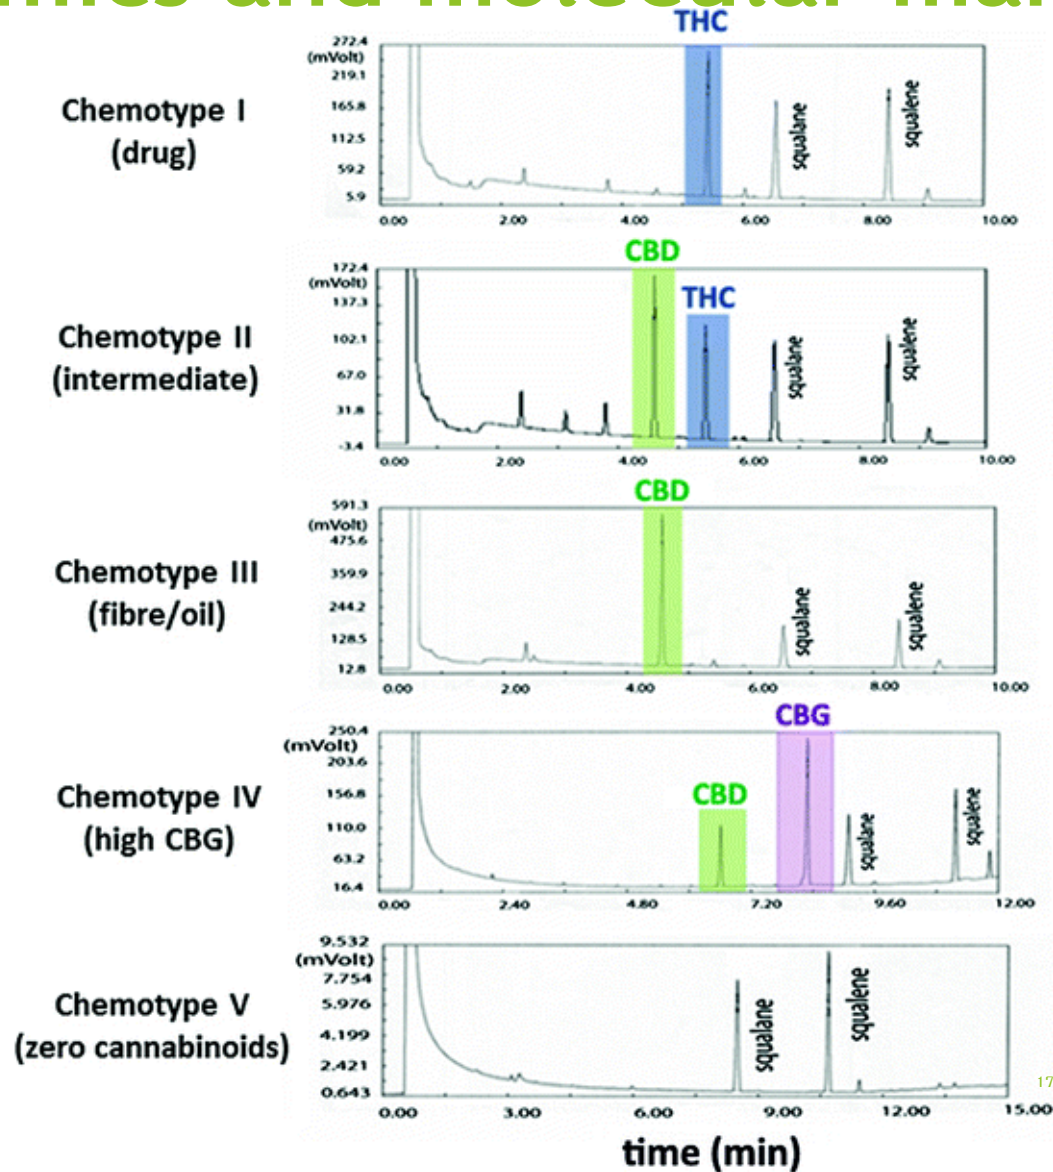 THC
272.4
(mVolt)
219.1
165.8
112.5
59.2
5.9
Chemotype I
(drug)
squalane
squalene
0.00 2.00 4.00 6.00 8.00 10.00
CBD
THC
172.4
(mVolt)
137.3
102.1
67.0
31.8
-3.4
Chemotype II
(intermediate)
squalane
squalene
0.00 2.00 4.00 6.00 8.00 10.00
CBD
591.3
(mVolt)
475.6
359.9
244.2
128.5
12.8
Chemotype III
(fibre/oil)
squalane
squalene
0.00 2.00 4.00 6.00 8.00 10.00
CBG
CBD
250.4
(mVolt)
203.6
156.8
110.0
63.2
16.4
Chemotype IV
(high CBG)
squalane
squalene
0.00 2.40 4.80 7.20 9.60 12.00
9.532
(mVolt)
7.754
5.976
4.199
2.421
0.643
Chemotype V
(zero cannabinoids)
squalane
squalene
17
0.00 3.00 6.00 9.00 12.00 15.00
time (min)